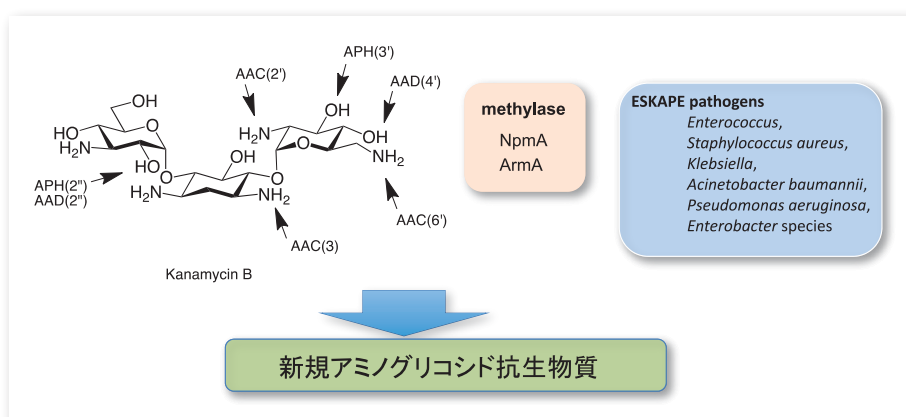 APH(3')
AAC(2')
AAD(4')
OH
OH
HO
O
H₂N
OH
H₂N
O
NH₂
HO
OH
APH(2")
AAD(2")
O
O
H₂N
NH₂
AAC(6')
AAC(3)
Kanamycin B
methylase
NpmA
ArmA
ESKAPE pathogens
Enterococcus,
Staphylococcus aureus,
Klebsiella,
Acinetobacter baumannii,
Pseudomonas aeruginosa,
Enterobacter species
新規アミノグリコシド抗生物質